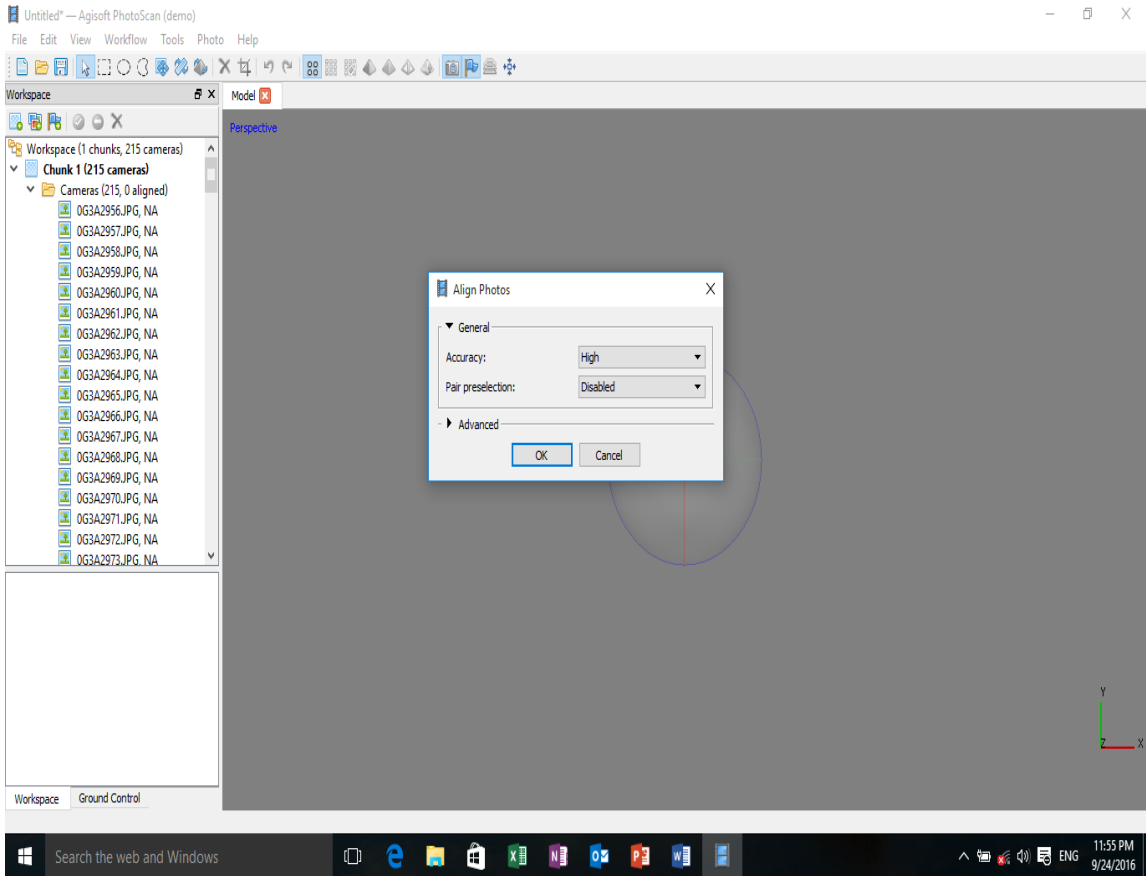 Untitled* — Agisoft PhotoScan (demo)
File Edit View Workflow Tools Photo Help
Workspace
Model
Perspective
Workspace (1 chunks, 215 cameras)
Chunk 1 (215 cameras)
Cameras (215, 0 aligned)
0G3A2956.JPG, NA
0G3A2957.JPG, NA
0G3A2958.JPG, NA
0G3A2959.JPG, NA
0G3A2960.JPG, NA
0G3A2961.JPG, NA
0G3A2962.JPG, NA
0G3A2963.JPG, NA
0G3A2964.JPG, NA
0G3A2965.JPG, NA
0G3A2966.JPG, NA
0G3A2967.JPG, NA
0G3A2968.JPG, NA
0G3A2969.JPG, NA
0G3A2970.JPG, NA
0G3A2971.JPG, NA
0G3A2972.JPG, NA
0G3A2973.JPG, NA
Align Photos
General
Accuracy: High
Pair preselection: Disabled
Advanced
OK Cancel
Y
Z X
Workspace Ground Control
Search the web and Windows
ENG
11:55 PM
9/24/2016